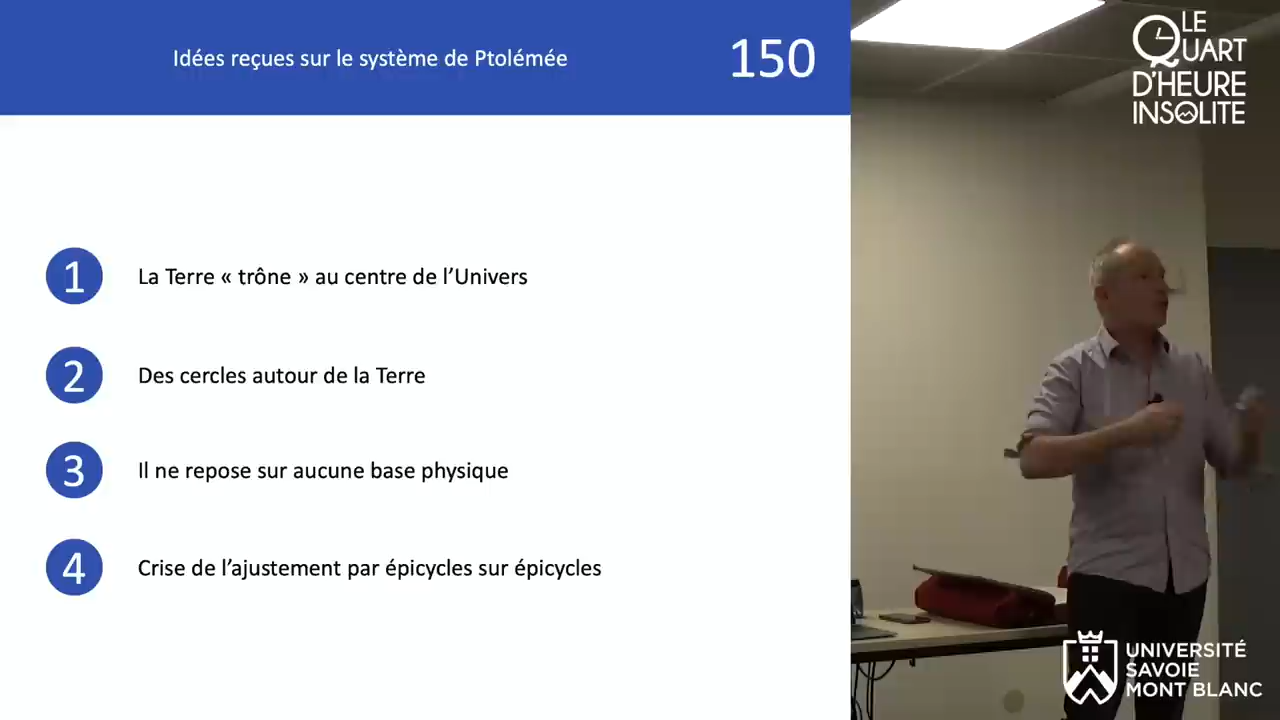 Idées reçues sur le système de Ptolémée
150
1 La Terre « trône » au centre de l’Univers
2 Des cercles autour de la Terre
3 Il ne repose sur aucune base physique
4 Crise de l’ajustement par épicycles sur épicycles
LE
QUART
D'HEURE
INSOLITE
UNIVERSITÉ
SAVOIE
MONT BLANC